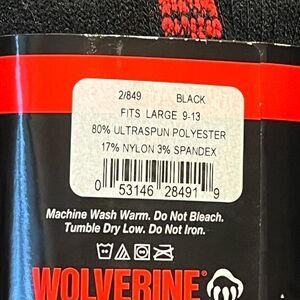 2/849 BLACK
FITS LARGE 9-13
80% ULTRASPUN POLYESTER
17% NYLON 3% SPANDEX
0 53146 28491 9
Machine Wash Warm. Do Not Bleach.
Tumble Dry Low. Do Not Iron.
WOLVERINE®